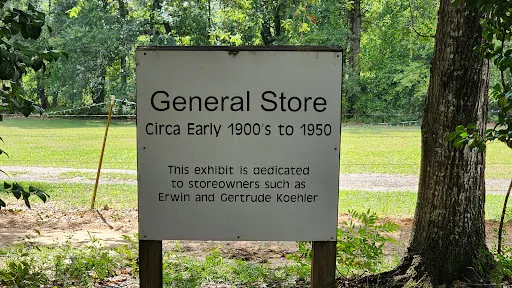 General Store
Circa Early 1900's to 1950
This exhibit is dedicated
to storeowners such as
Erwin and Gertrude Koehler